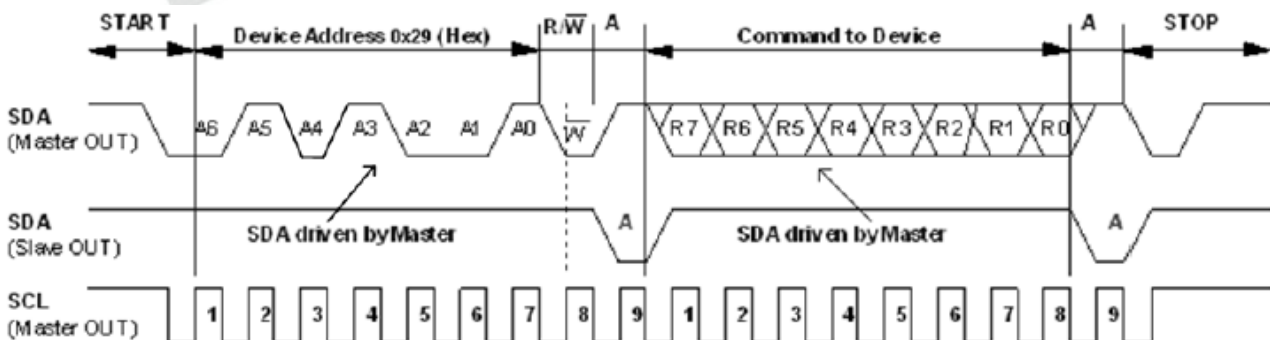 START Device Address 0x29 (Hex) R/W̅ A Command to Device A STOP
SDA
(Master OUT)
A6 A5 A4 A3 A2 A1 A0 W̅ R7 R6 R5 R4 R3 R2 R1 R0
SDA
(Slave OUT)
SDA driven by Master A SDA driven by Master A
SCL
(Master OUT)
1 2 3 4 5 6 7 8 9 1 2 3 4 5 6 7 8 9